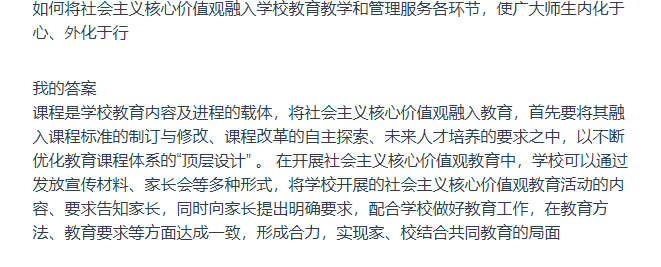 如何将社会主义核心价值观融入学校教育教学和管理服务各环节，使广大师生内化于
心、外化于行
我的答案
课程是学校教育内容及进程的载体，将社会主义核心价值观融入教育，首先要将其融
入课程标准的制订与修改、课程改革的自主探索、未来人才培养的要求之中，以不断
优化教育课程体系的“顶层设计” 。 在开展社会主义核心价值观教育中，学校可以通过
发放宣传材料、家长会等多种形式，将学校开展的社会主义核心价值观教育活动的内
容、要求告知家长，同时向家长提出明确要求，配合学校做好教育工作，在教育方
法、教育要求等方面达成一致，形成合力，实现家、校结合共同教育的局面